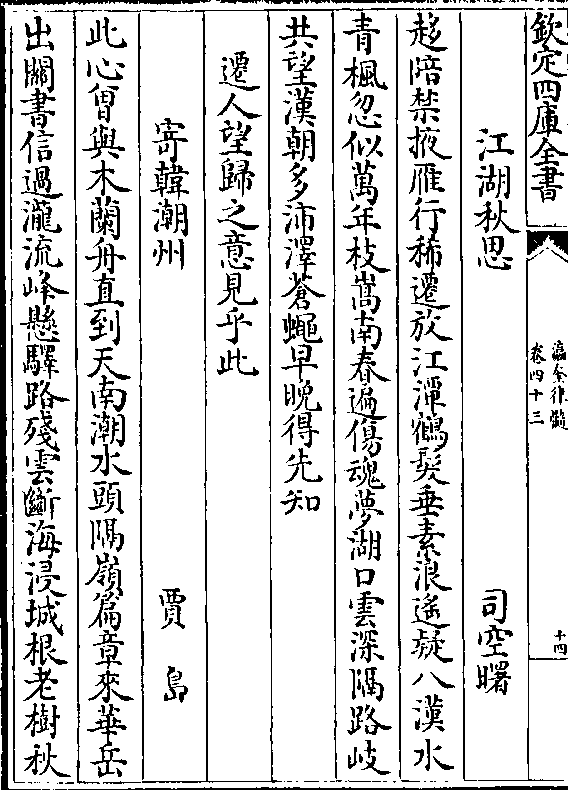 欽定四庫全書
瀛奎律髓
卷四十三
十四
江湖秋思 司空曙
趍陪禁掖雁行稀遷放江潭鶴髮垂素浪遙疑八漢水
青楓忽似萬年枝嵩南春遍傷魂夢湖口雲深隔路岐
共望漢朝多沛澤蒼蠅早晚得先知
遷人望歸之意見乎此
寄韓潮州 賈島
此心曾與木蘭舟直到天南潮水頭隔嶺篇章來華岳
出關書信過瀧流峰懸驛路殘雲斷海浸城根老樹秋